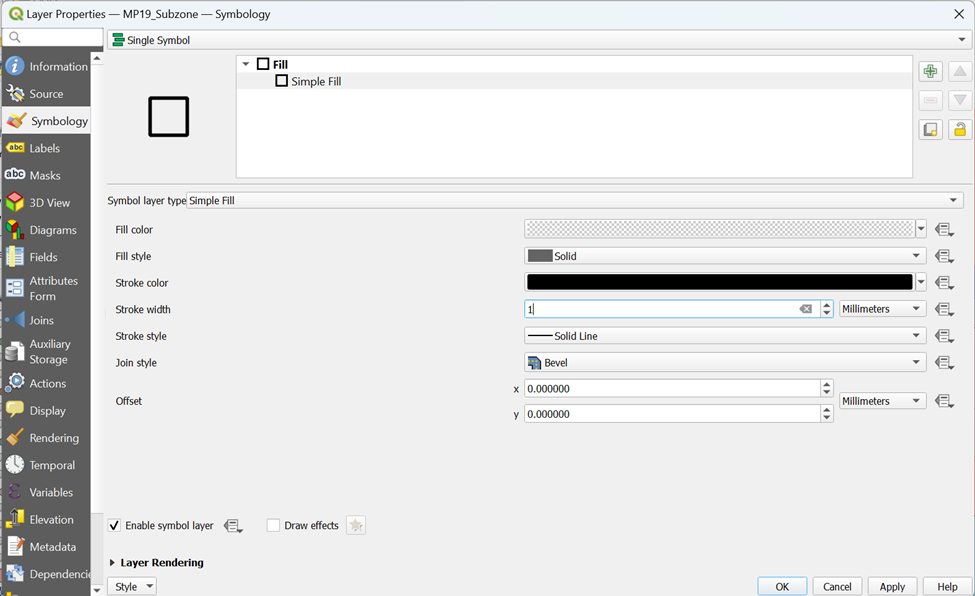 Layer Properties — MP19_Subzone — Symbology
Single Symbol
Information
Source
Symbology
abc Labels
abc Masks
3D View
Diagrams
Fields
Attributes
Form
Joins
Auxiliary
Storage
Actions
Display
Rendering
Temporal
Variables
Elevation
Metadata
Dependencie
Fill
Simple Fill
Symbol layer type Simple Fill
Fill color
Fill style Solid
Stroke color
Stroke width 1 Millimeters
Stroke style Solid Line
Join style Bevel
Offset x 0.000000 Millimeters
y 0.000000
Enable symbol layer Draw effects
Layer Rendering
Style OK Cancel Apply Help